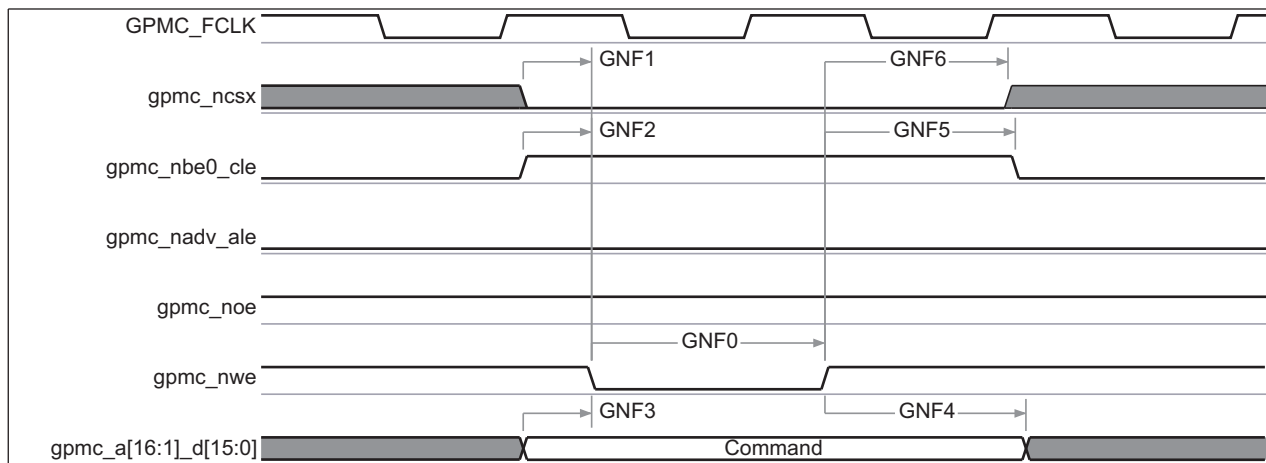 GPMC_FCLK
GNF1
GNF6
gpmc_ncsx
GNF2
GNF5
gpmc_nbe0_cle
gpmc_nadv_ale
gpmc_noe
GNF0
gpmc_nwe
GNF3
GNF4
gpmc_a[16:1]_d[15:0]
Command